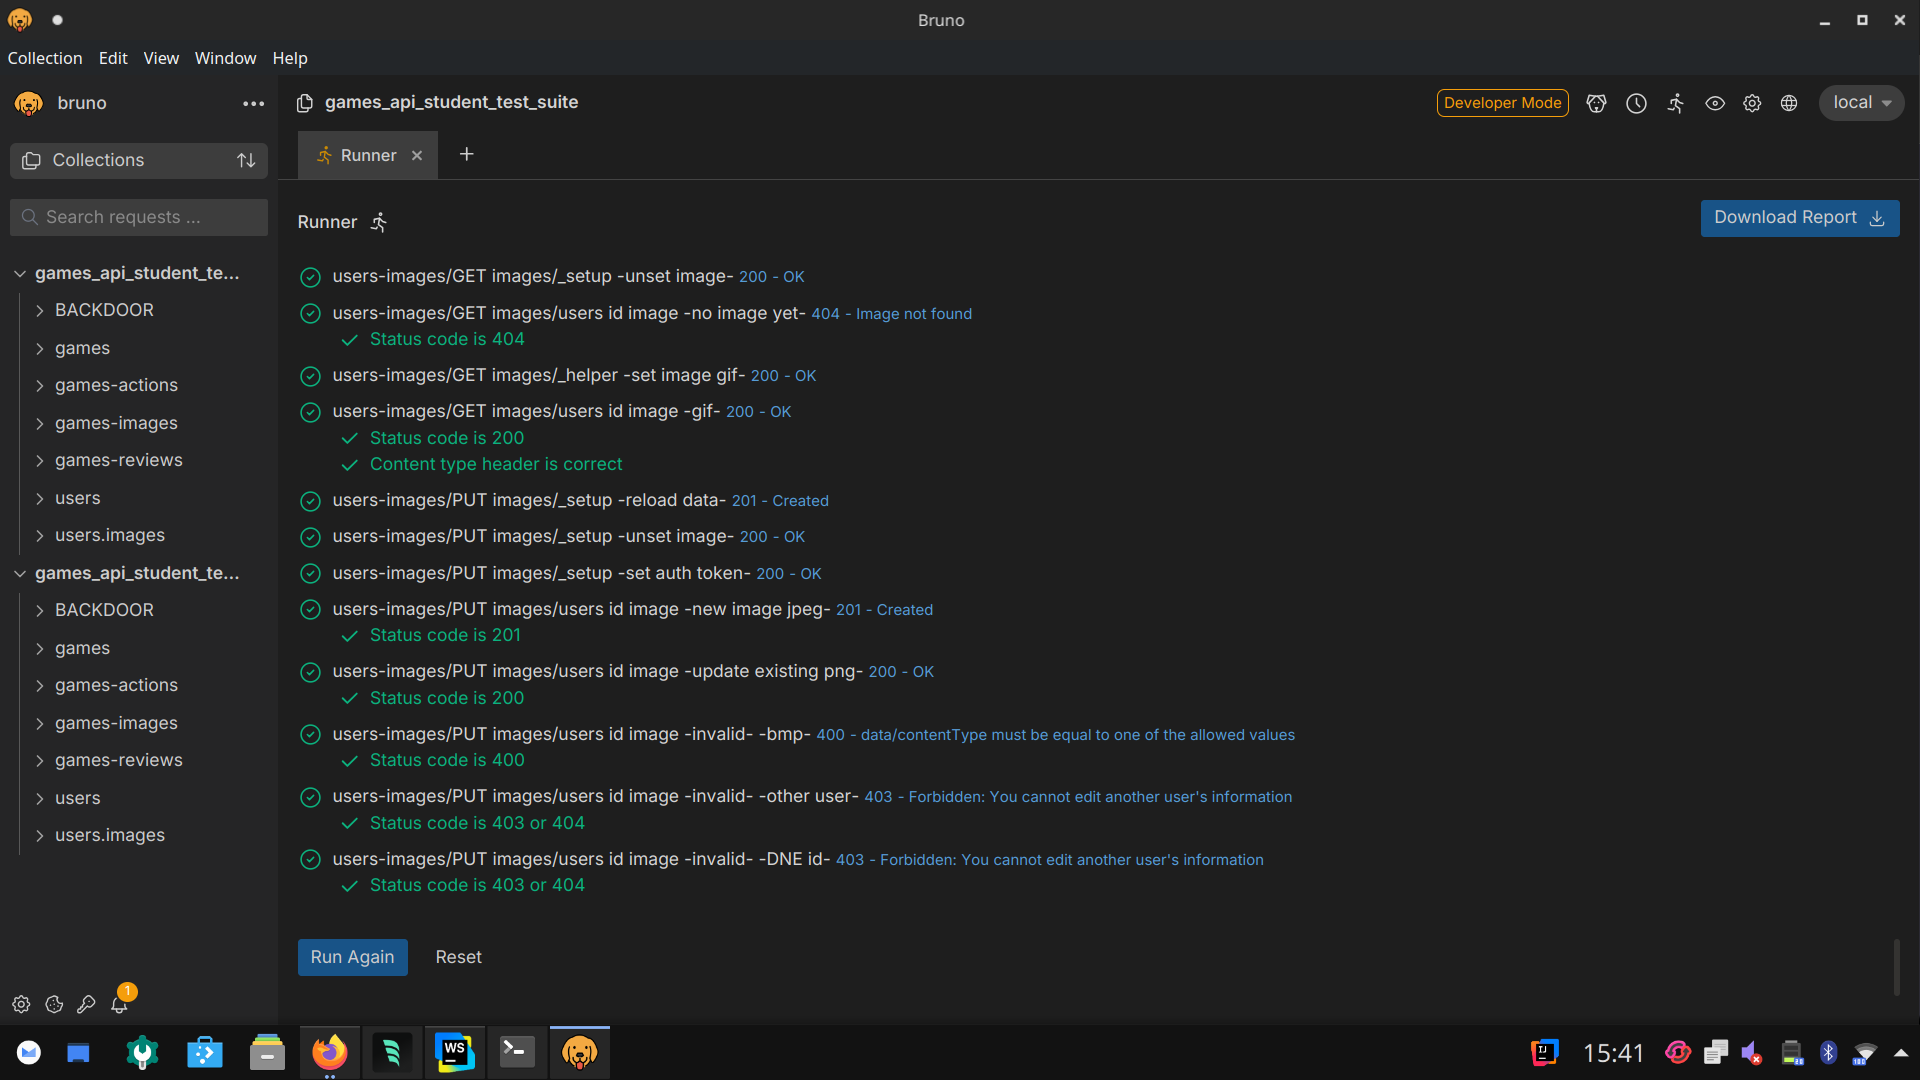 Bruno
Collection Edit View Window Help
bruno
games_api_student_test_suite
Developer Mode
local
Collections
Runner
Search requests ...
Runner
Download Report
games_api_student_te...
BACKDOOR
games
games-actions
games-images
games-reviews
users
users.images
games_api_student_te...
BACKDOOR
games
games-actions
games-images
games-reviews
users
users.images
users-images/GET images/_setup -unset image- 200 - OK
users-images/GET images/users id image -no image yet- 404 - Image not found
Status code is 404
users-images/GET images/_helper -set image gif- 200 - OK
users-images/GET images/users id image -gif- 200 - OK
Status code is 200
Content type header is correct
users-images/PUT images/_setup -reload data- 201 - Created
users-images/PUT images/_setup -unset image- 200 - OK
users-images/PUT images/_setup -set auth token- 200 - OK
users-images/PUT images/users id image -new image jpeg- 201 - Created
Status code is 201
users-images/PUT images/users id image -update existing png- 200 - OK
Status code is 200
users-images/PUT images/users id image -invalid- -bmp- 400 - data/contentType must be equal to one of the allowed values
Status code is 400
users-images/PUT images/users id image -invalid- -other user- 403 - Forbidden: You cannot edit another user's information
Status code is 403 or 404
users-images/PUT images/users id image -invalid- -DNE id- 403 - Forbidden: You cannot edit another user's information
Status code is 403 or 404
Run Again
Reset
1
WS
IJ
15:41
100